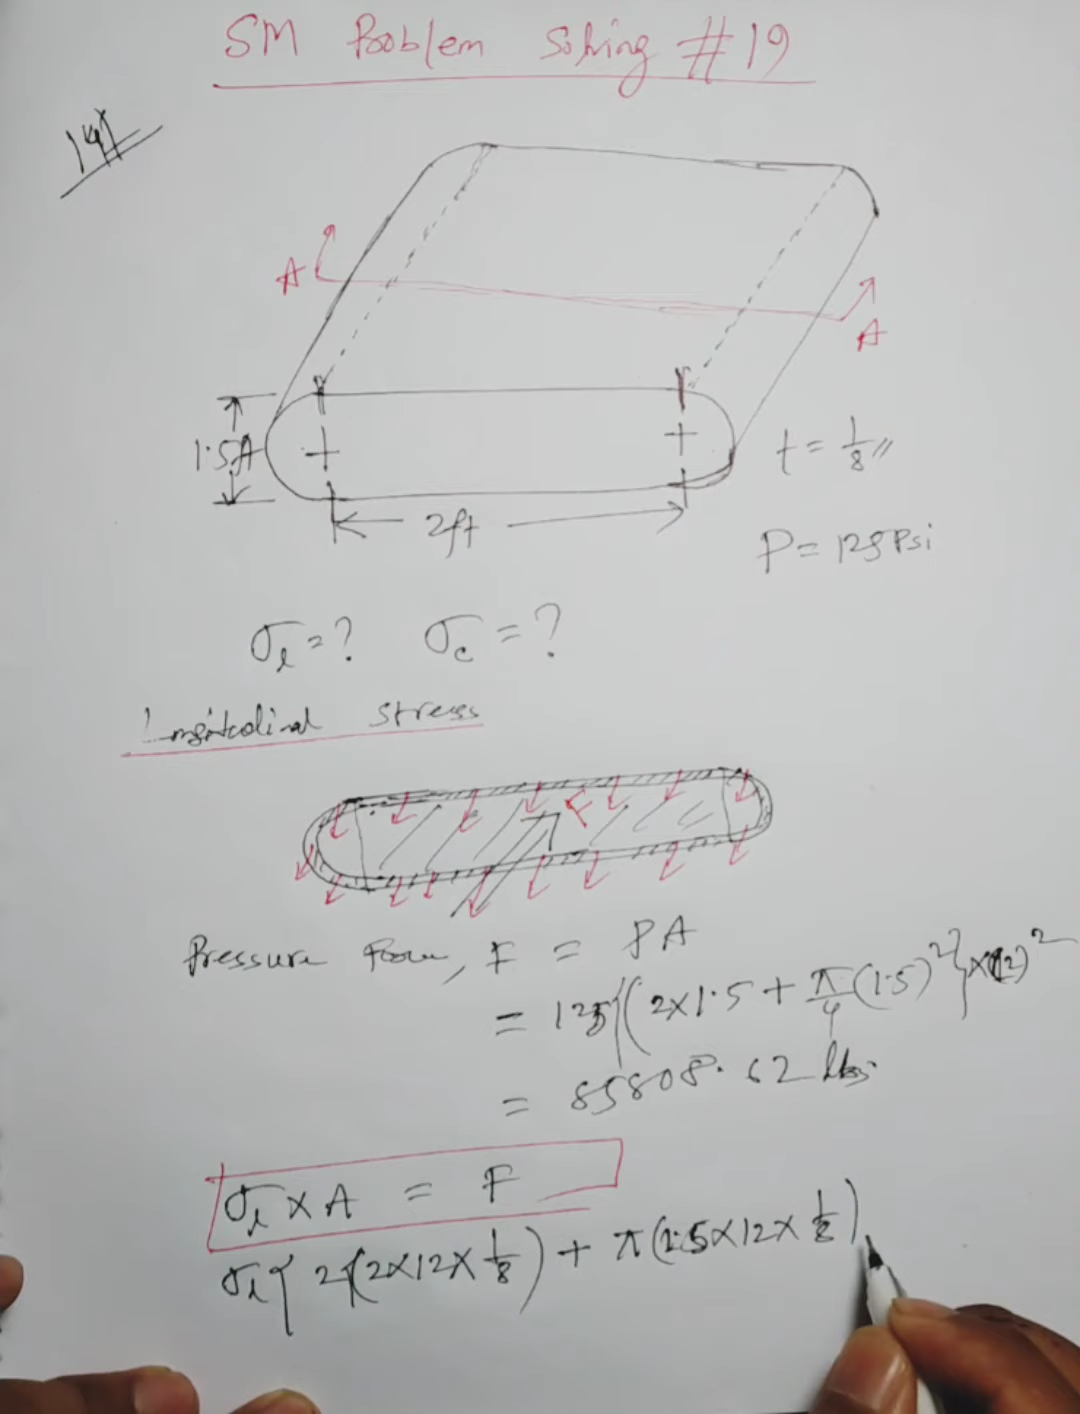 SM Problem Solving #19
141
A
A
1.5ft
2ft
t = 1/8"
P = 125 Psi
σl = ? σc = ?
Longitudinal stress
F
Pressure Force, F = PA
= 125{(2×1.5 + π/4(1.5)²}×(12)²
= 85808.62 lbs
σl × A = F
σl{2(2×12×1/8) + π(1.5×12×1/8)